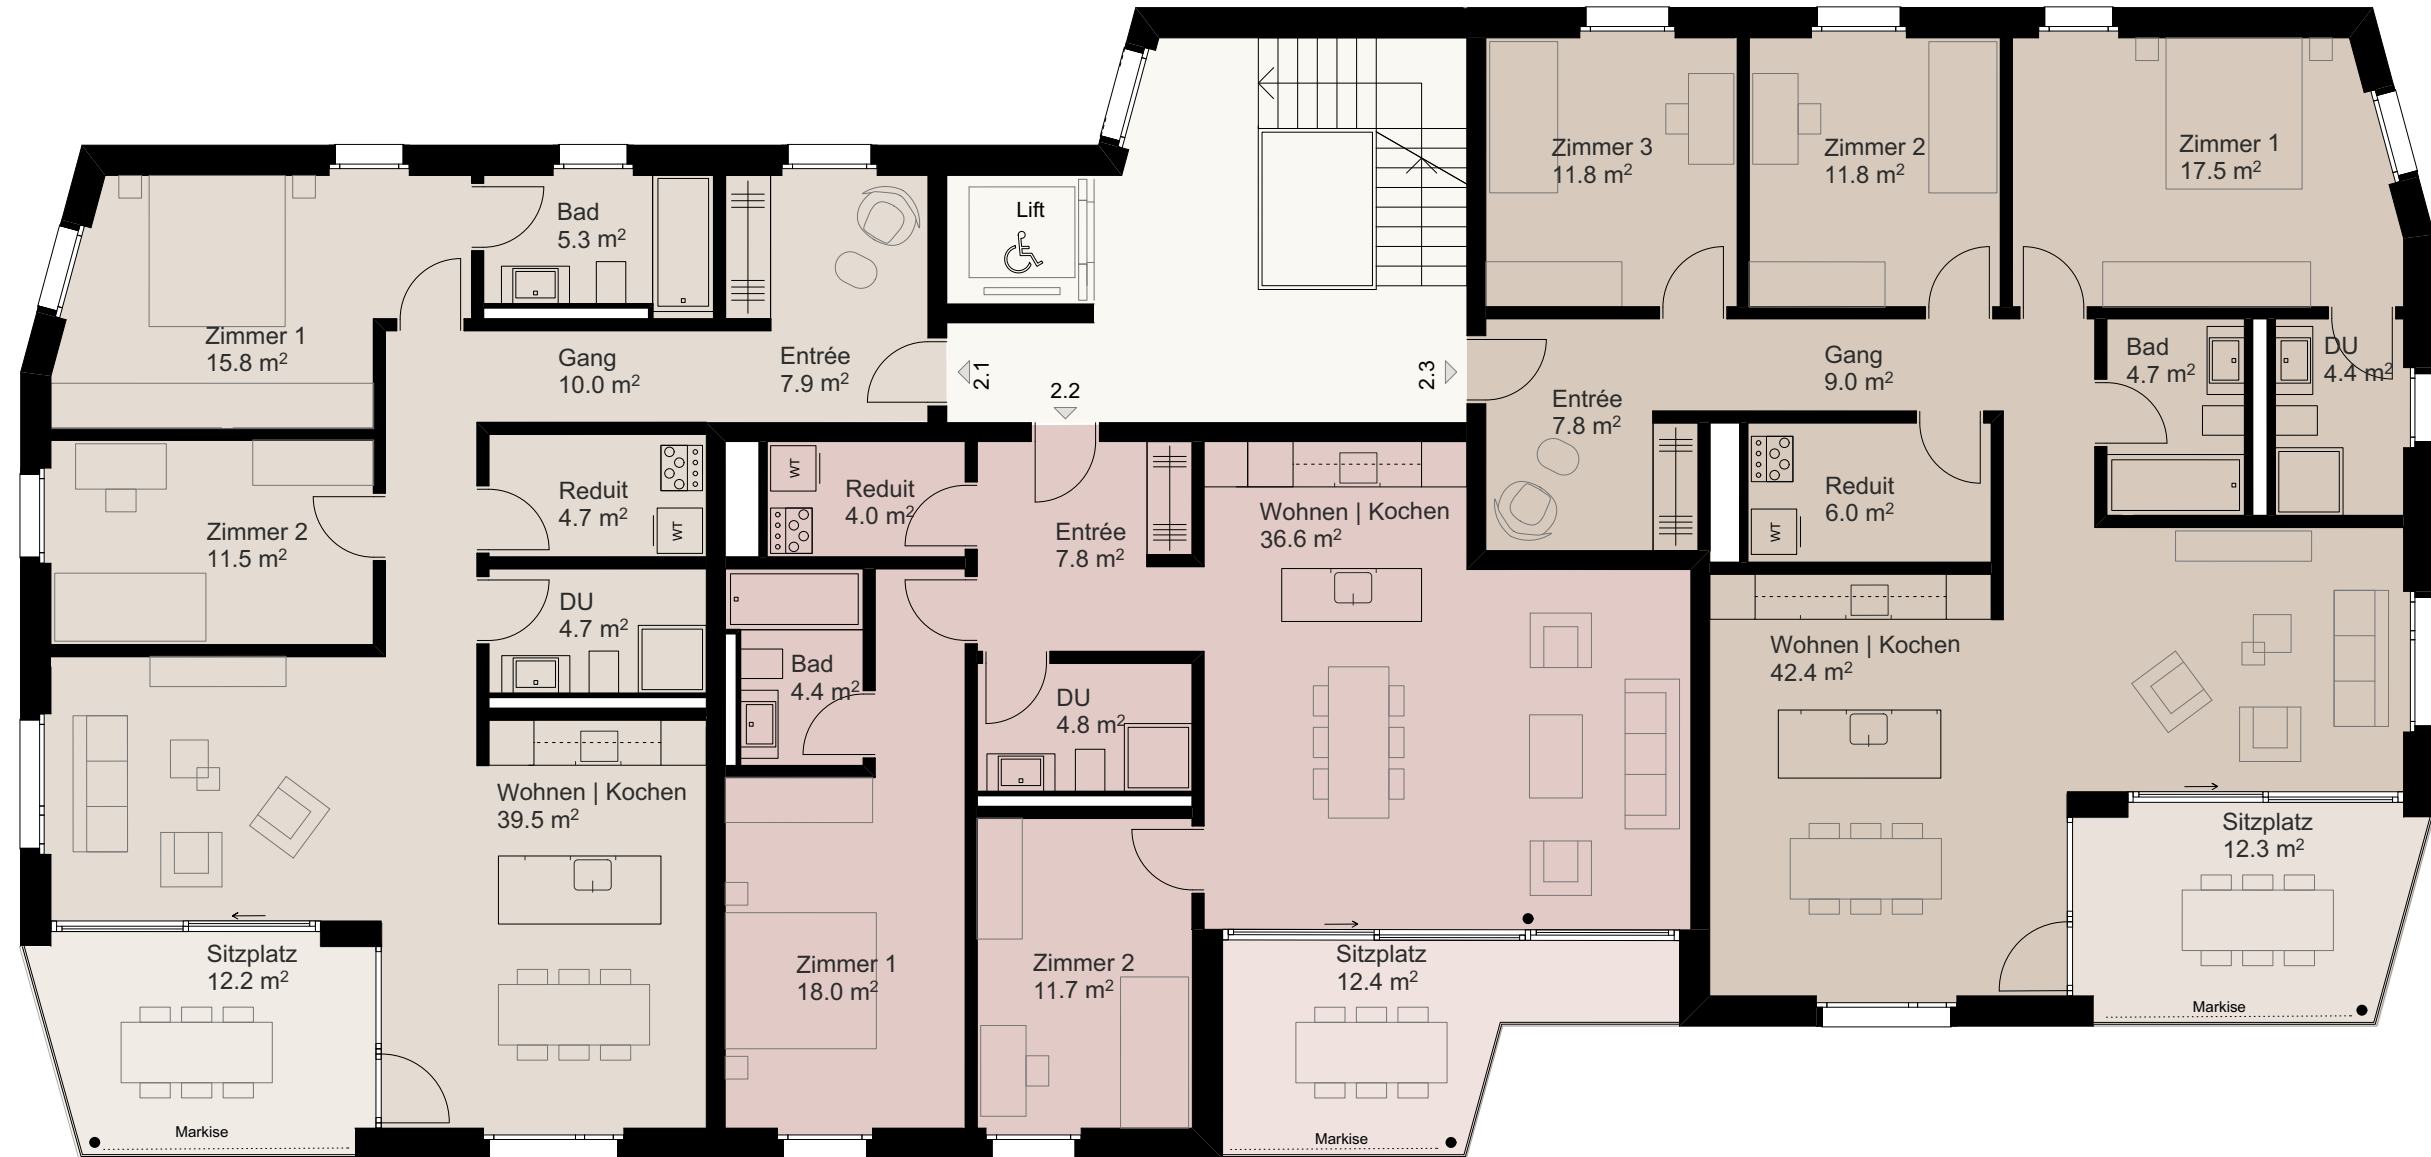 Zimmer 1
15.8 m²
Bad
5.3 m²
Gang
10.0 m²
Entrée
7.9 m²
Zimmer 2
11.5 m²
Reduit
4.7 m²
WT
DU
4.7 m²
Wohnen | Kochen
39.5 m²
Sitzplatz
12.2 m²
Markise
Lift
2.1
2.2
2.3
WT
Reduit
4.0 m²
Entrée
7.8 m²
Wohnen | Kochen
36.6 m²
Bad
4.4 m²
DU
4.8 m²
Zimmer 1
18.0 m²
Zimmer 2
11.7 m²
Sitzplatz
12.4 m²
Markise
Zimmer 3
11.8 m²
Zimmer 2
11.8 m²
Zimmer 1
17.5 m²
Entrée
7.8 m²
Gang
9.0 m²
Bad
4.7 m²
DU
4.4 m²
Reduit
6.0 m²
WT
Wohnen | Kochen
42.4 m²
Sitzplatz
12.3 m²
Markise